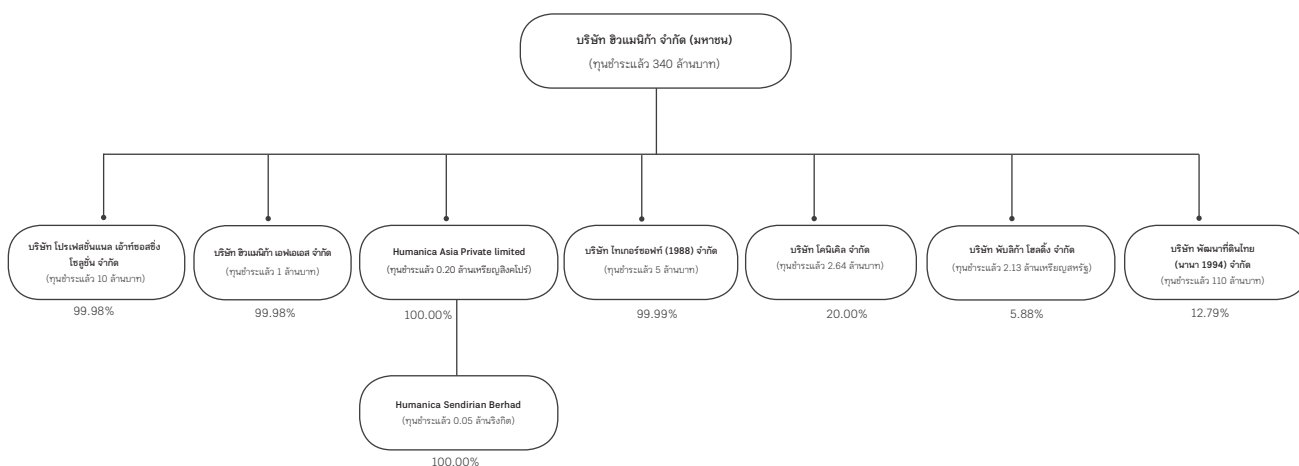 บริษัท ฮิวแมนิก้า จำกัด (มหาชน)
(ทุนชำระแล้ว 340 ล้านบาท)
บริษัท โปรเฟสชั่นแนล เอ้าท์ซอสซิ่ง
โซลูชั่น จำกัด
(ทุนชำระแล้ว 10 ล้านบาท)
99.98%
บริษัท ฮิวแมนิก้า เอฟเอเอส จำกัด
(ทุนชำระแล้ว 1 ล้านบาท)
99.98%
Humanica Asia Private limited
(ทุนชำระแล้ว 0.20 ล้านเหรียญสิงคโปร์)
100.00%
บริษัท ไทเกอร์ซอฟท์ (1988) จำกัด
(ทุนชำระแล้ว 5 ล้านบาท)
99.99%
บริษัท โคนิเคิล จำกัด
(ทุนชำระแล้ว 2.64 ล้านบาท)
20.00%
บริษัท พับลิก้า โฮลดิ้ง จำกัด
(ทุนชำระแล้ว 2.13 ล้านเหรียญสหรัฐ)
5.88%
บริษัท พัฒนาที่ดินไทย
(นานา 1994) จำกัด
(ทุนชำระแล้ว 110 ล้านบาท)
12.79%
Humanica Sendirian Berhad
(ทุนชำระแล้ว 0.05 ล้านริงกิต)
100.00%